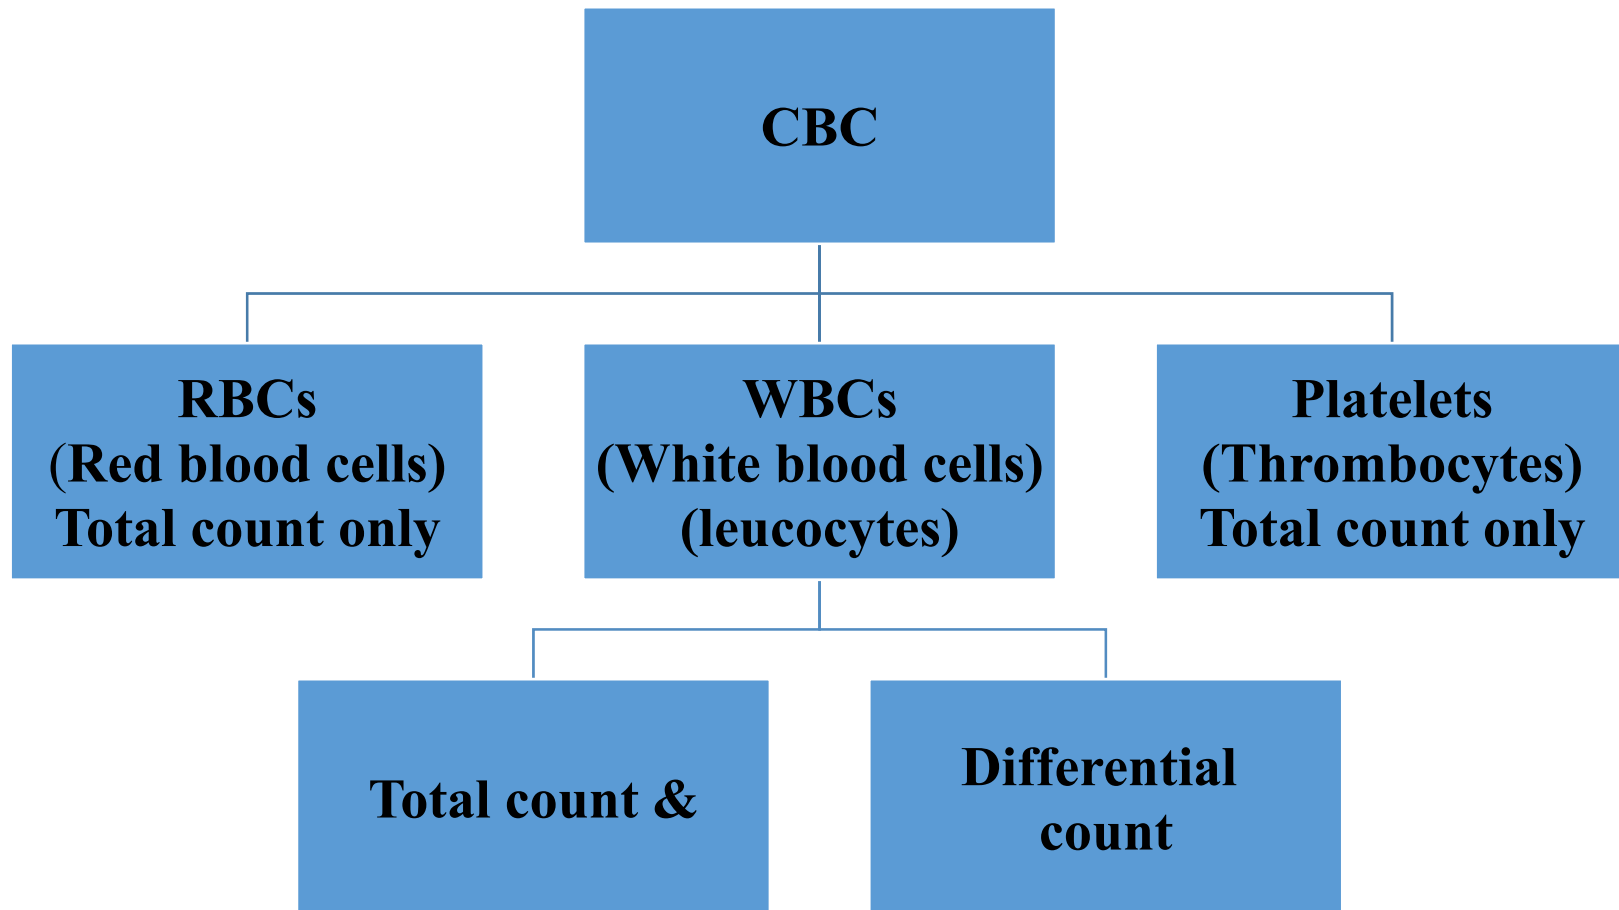 CBC
RBCs
(Red blood cells)
Total count only
WBCs
(White blood cells)
(leucocytes)
Platelets
(Thrombocytes)
Total count only
Total count &
Differential
count